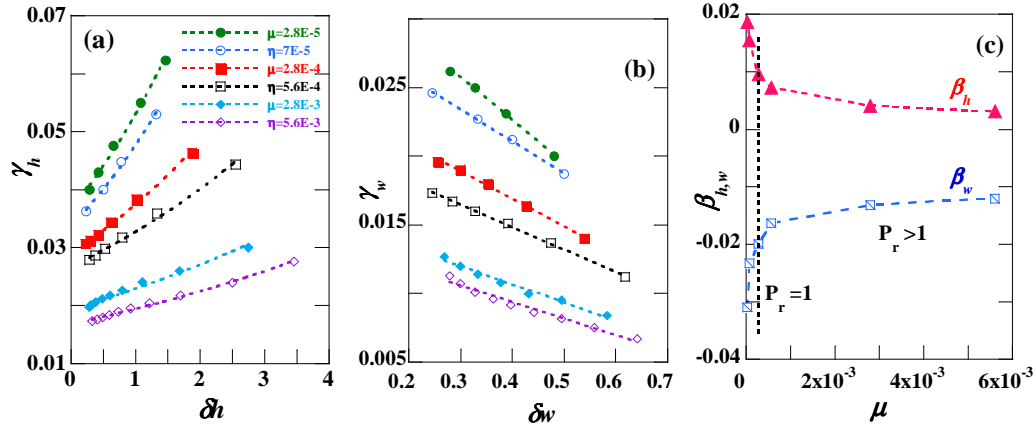 (a)
μ=2.8E-5
η=7E-5
μ=2.8E-4
η=5.6E-4
μ=2.8E-3
η=5.6E-3
0.07
0.05
0.03
0.01
γh
0 1 2 3 4
δh
(b)
0.025
0.015
0.005
γw
0.2 0.3 0.4 0.5 0.6 0.7
δw
(c)
0.02
0
-0.02
-0.04
βh,w
βh
βw
Pr >1
Pr =1
0 2x10-3 4x10-3 6x10-3
μ